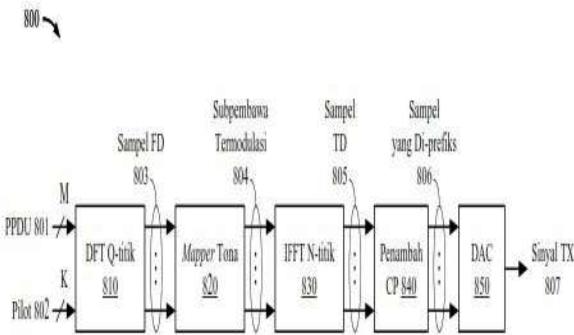 800
Sampel FD
803
Subpembawa
Termodulasi
804
Sampel
TD
805
Sampel
yang Di-prefiks
806
M
PPDU 801
K
Pilot 802
DFT Q-titik
810
Mapper Tona
820
IFFT N-titik
830
Penambah
CP 840
DAC
850
Sinyal TX
807